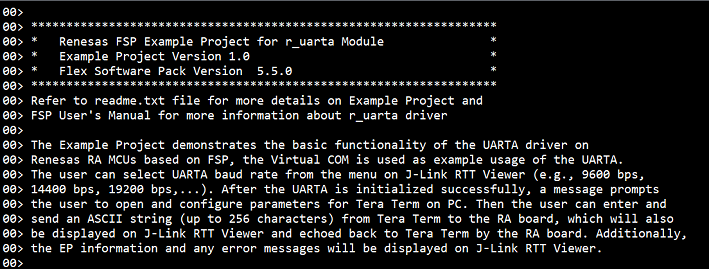 00>
00> ****************************************************************
00> *   Renesas FSP Example Project for r_uarta Module             *
00> *   Example Project Version 1.0                                *
00> *   Flex Software Pack Version  5.5.0                          *
00> ****************************************************************
00> Refer to readme.txt file for more details on Example Project and
00> FSP User's Manual for more information about r_uarta driver
00>
00> The Example Project demonstrates the basic functionality of the UARTA driver on
00> Renesas RA MCUs based on FSP, the Virtual COM is used as example usage of the UARTA.
00> The user can select UARTA baud rate from the menu on J-Link RTT Viewer (e.g., 9600 bps,
00> 14400 bps, 19200 bps,...). After the UARTA is initialized successfully, a message prompts
00> the user to open and configure parameters for Tera Term on PC. Then the user can enter and
00> send an ASCII string (up to 256 characters) from Tera Term to the RA board, which will also
00> be displayed on J-Link RTT Viewer and echoed back to Tera Term by the RA board. Additionally,
00> the EP information and any error messages will be displayed on J-Link RTT Viewer.
00>